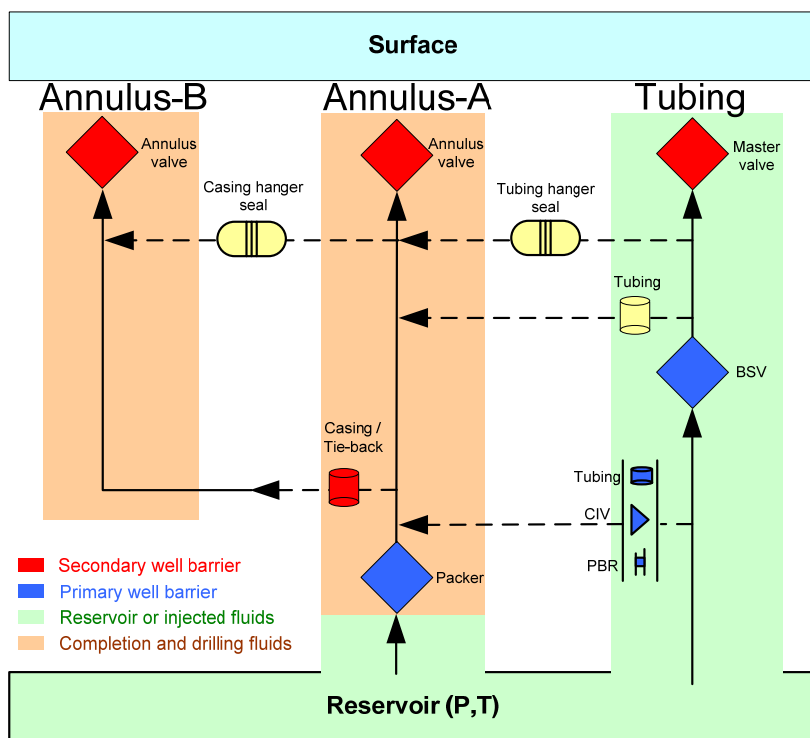 Surface
Annulus-B
Annulus-A
Tubing
Annulus
valve
Annulus
valve
Master
valve
Casing hanger
seal
Tubing hanger
seal
Tubing
BSV
Casing /
Tie-back
Tubing
CIV
PBR
Packer
Secondary well barrier
Primary well barrier
Reservoir or injected fluids
Completion and drilling fluids
Reservoir (P,T)